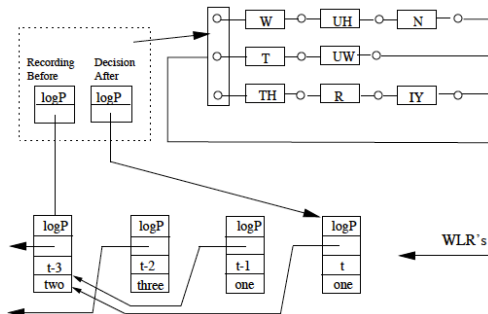 W UH N
Recording Decision
Before After
T UW
logP logP
TH R IY
logP logP logP logP
WLR's
t-3 t-2 t-1 t
two three one one